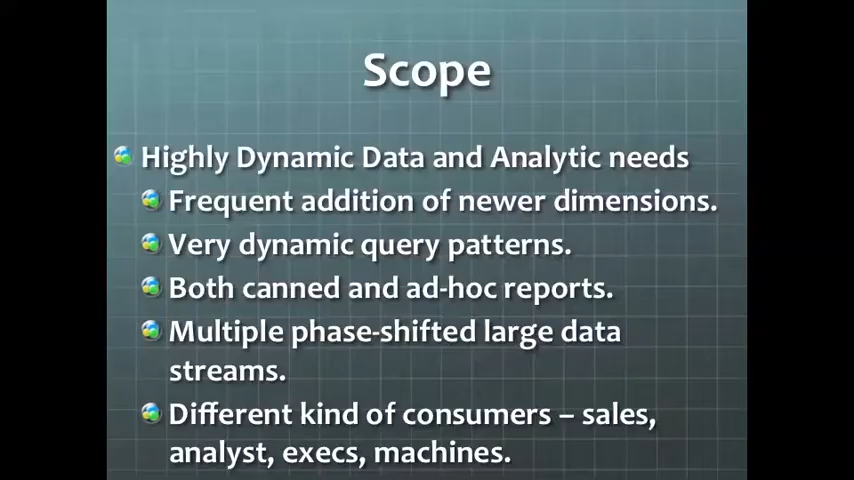 Scope
Highly Dynamic Data and Analytic needs
Frequent addition of newer dimensions.
Very dynamic query patterns.
Both canned and ad-hoc reports.
Multiple phase-shifted large data
streams.
Different kind of consumers – sales,
analyst, execs, machines.